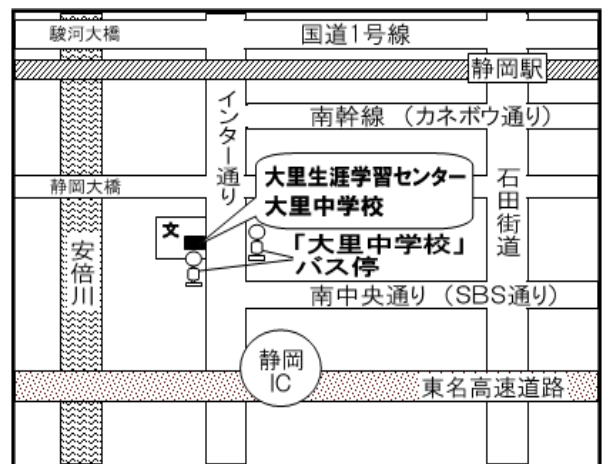 駿河大橋
国道1号線
静岡駅
インター通り
南幹線 （カネボウ通り）
静岡大橋
大里生涯学習センター
大里中学校
石田街道
文
「大里中学校」
バス停
安倍川
南中央通り （SBS通り）
静岡
IC
東名高速道路